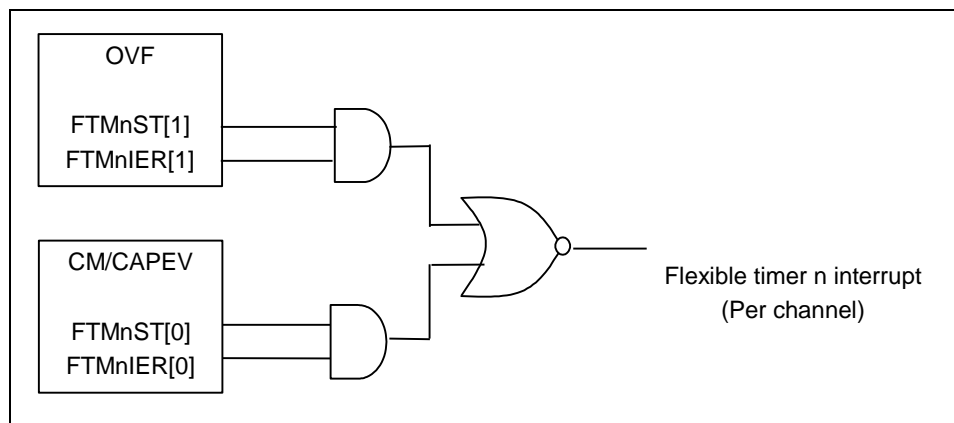 OVF
FTMnST[1]
FTMnIER[1]
CM/CAPEV
FTMnST[0]
FTMnIER[0]
Flexible timer n interrupt
(Per channel)